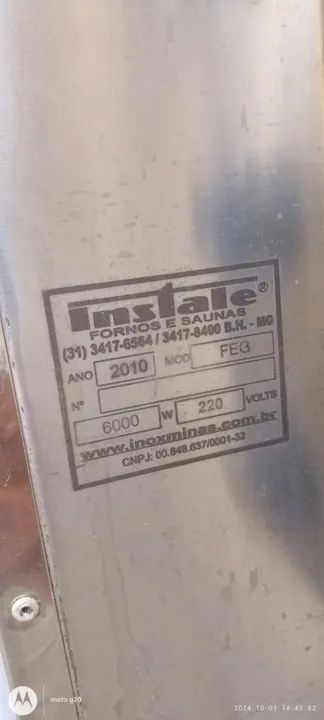 Instale®
FORNOS E SAUNAS
(31) 3417-6564 / 3417-8400 B.H. - MG
ANO 2010 MOD FEG
Nº
6000 W 220 VOLTS
www.inoxminas.com.br
CNPJ: 00.848.637/0001-32
moto g20
2024-10-01 14:49:52